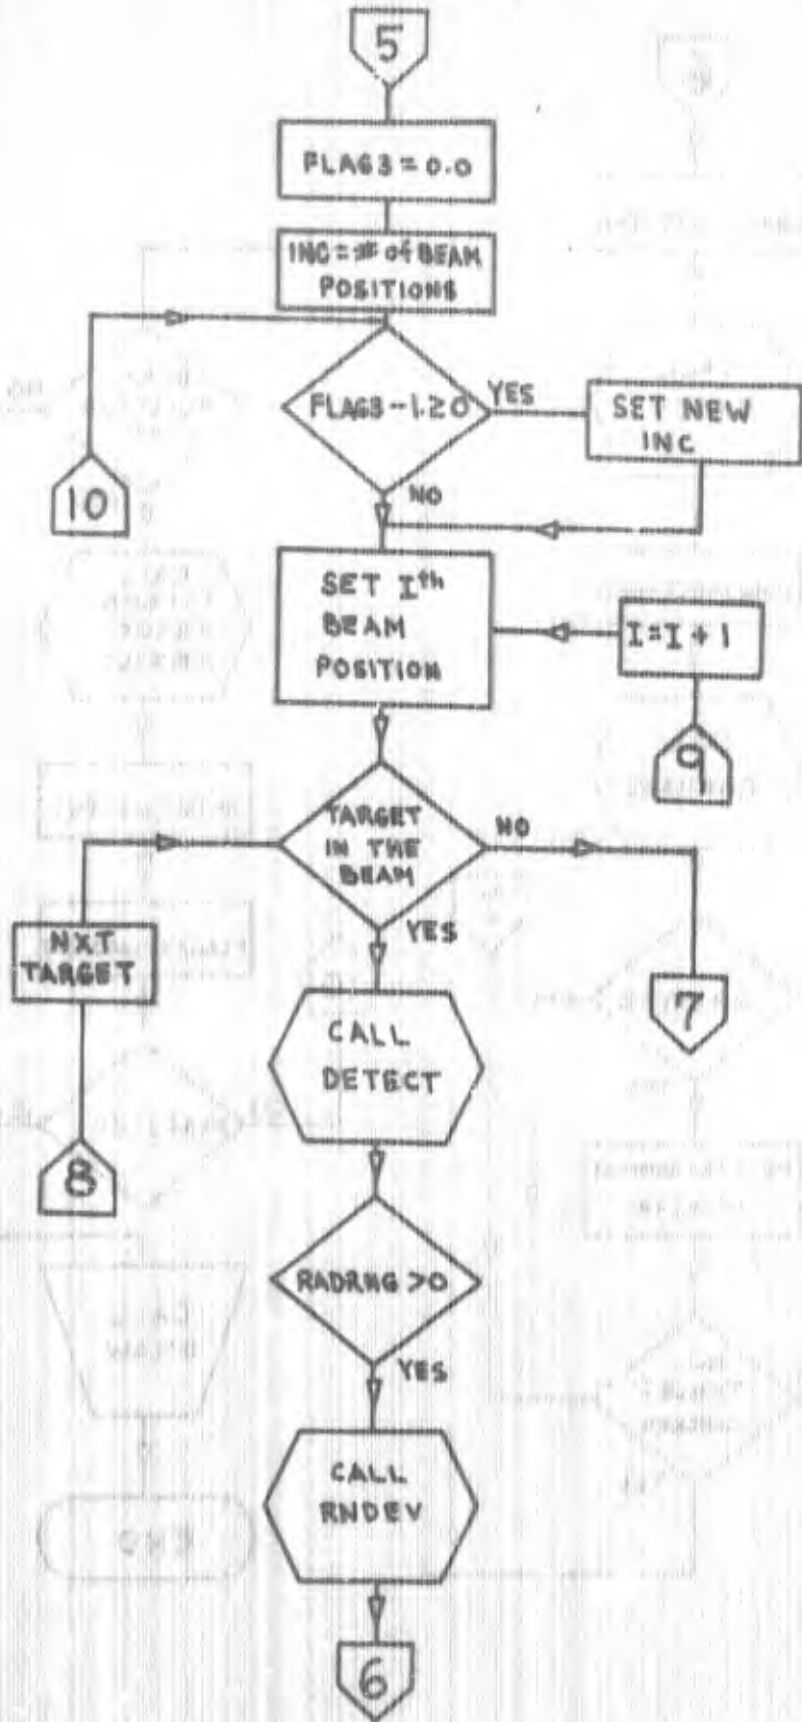 5
FLAG3 = 0.0
INC = # of BEAM
POSITIONS
FLAG3 - 1. ≥ 0
YES
SET NEW
INC
10
NO
SET Ith
BEAM
POSITION
I = I + 1
9
TARGET
IN THE
BEAM
NO
YES
NXT
TARGET
7
CALL
DETECT
8
RADRNG > 0
YES
CALL
RNDEV
6